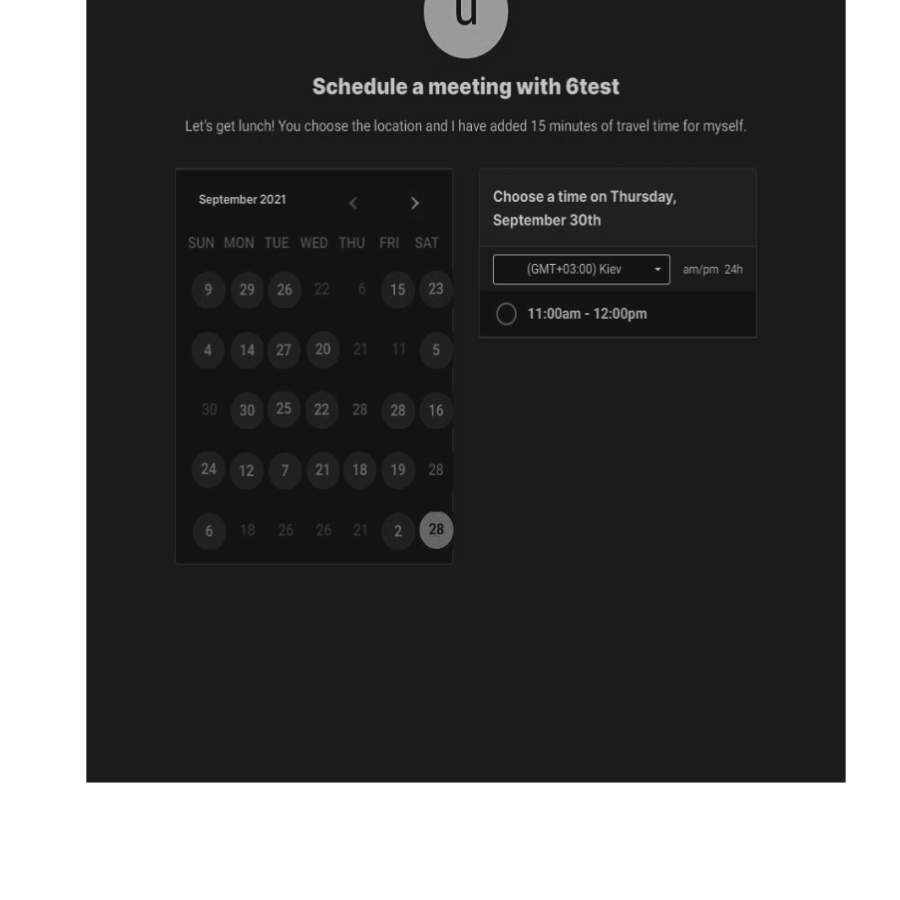 u
Schedule a meeting with 6test
Let's get lunch! You choose the location and I have added 15 minutes of travel time for myself.
September 2021
SUN MON TUE WED THU FRI SAT
9 29 26 22 6 15 23
4 14 27 20 21 11 5
30 30 25 22 28 28 16
24 12 7 21 18 19 28
6 18 26 26 21 2 28
Choose a time on Thursday,
September 30th
(GMT+03:00) Kiev am/pm 24h
11:00am - 12:00pm